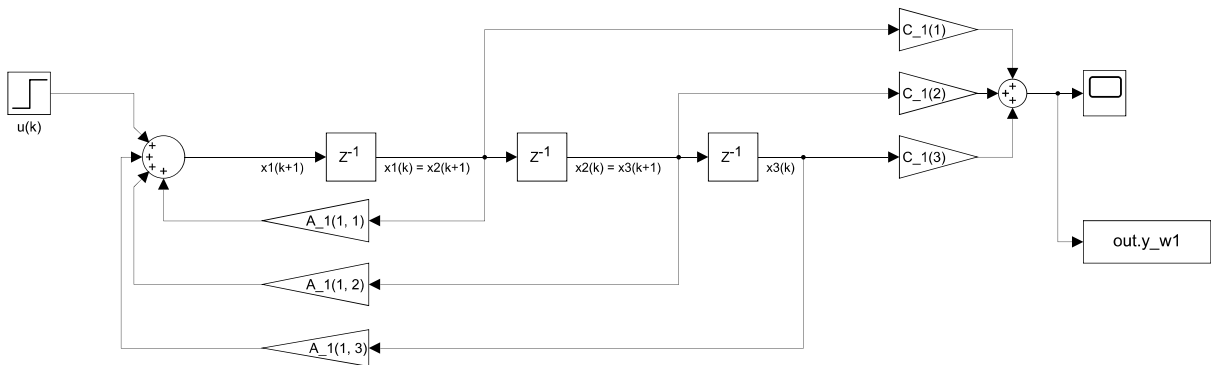 C_1(1)
C_1(2)
C_1(3)
+
+
+
u(k)
+
+
+
+
x1(k+1)
z-1
x1(k) = x2(k+1)
z-1
x2(k) = x3(k+1)
z-1
x3(k)
A_1(1, 1)
A_1(1, 2)
A_1(1, 3)
out.y_w1